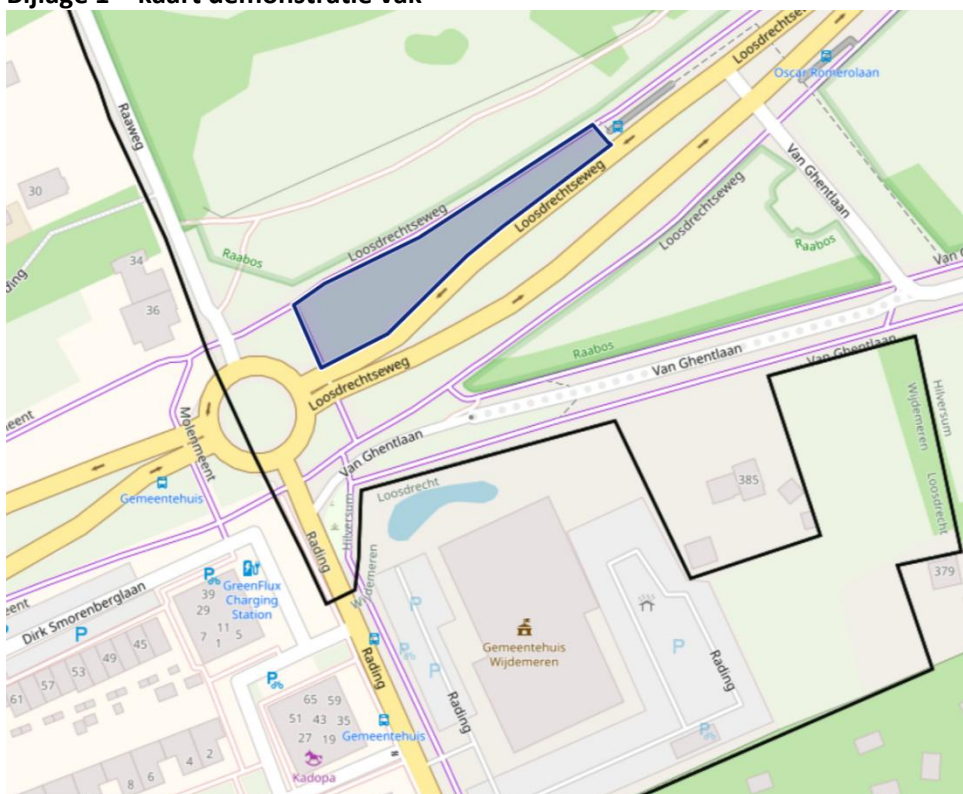 Bijlage 1 – kaart demonstratie vak
Loosdrechtseweg
Oscar Romerolaan
Raaweg
Van Ghentlaan
30
Loosdrechtseweg
Loosdrechtseweg
Loosdrechtseweg
Raabos
Raabos
34
36
Raabos
Van Ghentlaan
Van Ghentlaan
Loosdrechtseweg
Molenmeent
Van Ghentlaan
Hilversum
Wijdemeren
Loosdrecht
Gemeentehuis
Loosdrecht
385
Hilversum
Wijdemeren
Rading
379
GreenFlux
Charging
Station
39
29
11
7
5
1
Dirk Smorenberglaan
Gemeentehuis
Wijdemeren
P
P
P
P
45
49
53
57
61
Rading
Rading
Rading
65
59
51
43
35
27
19
Gemeentehuis
Kadopa
2
4
6
8